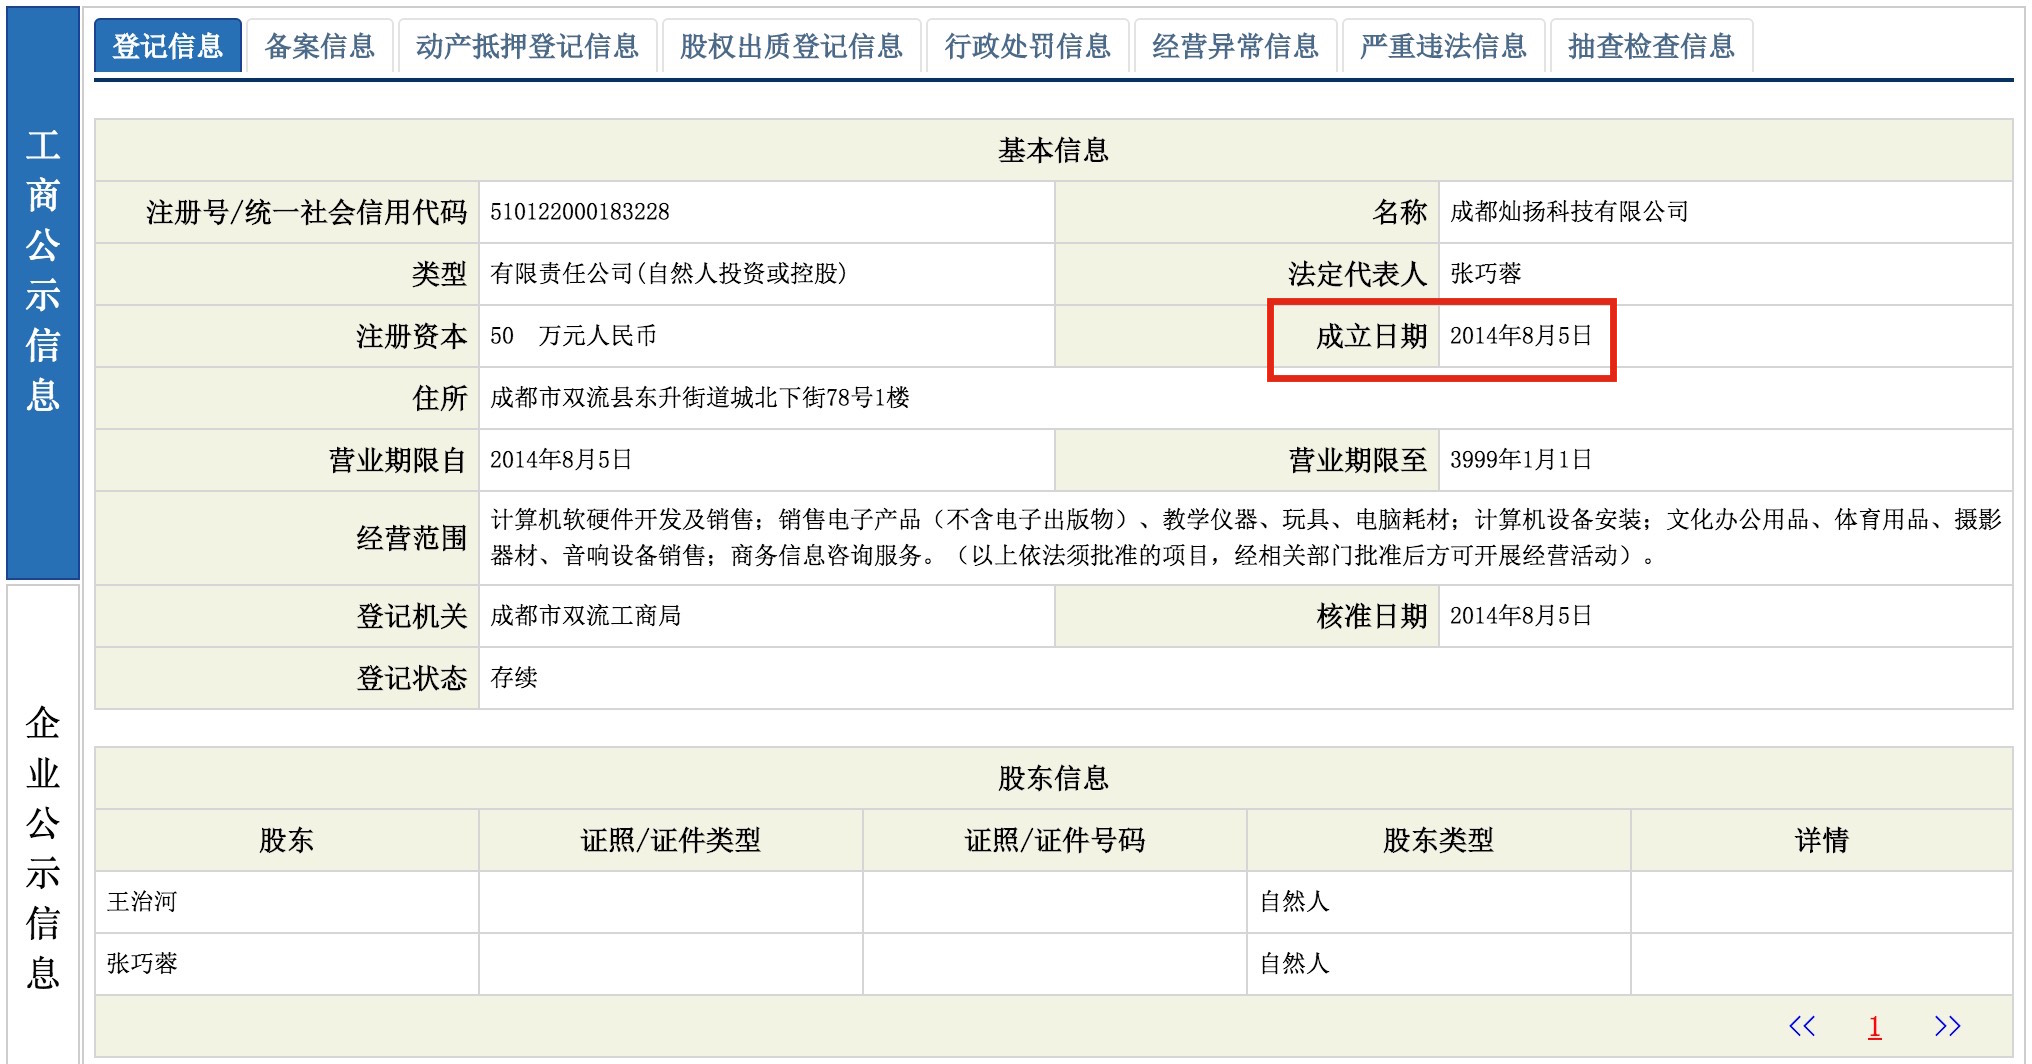 登记信息 备案信息 动产抵押登记信息 股权出质登记信息 行政处罚信息 经营异常信息 严重违法信息 抽查检查信息
工商公示信息
企业公示信息
基本信息
注册号/统一社会信用代码 510122000183228 名称 成都灿扬科技有限公司
类型 有限责任公司(自然人投资或控股) 法定代表人 张巧蓉
注册资本 50 万元人民币 成立日期 2014年8月5日
住所 成都市双流县东升街道城北下街78号1楼
营业期限自 2014年8月5日 营业期限至 3999年1月1日
经营范围 计算机软硬件开发及销售；销售电子产品（不含电子出版物）、教学仪器、玩具、电脑耗材；计算机设备安装；文化办公用品、体育用品、摄影
器材、音响设备销售；商务信息咨询服务。（以上依法须批准的项目，经相关部门批准后方可开展经营活动）。
登记机关 成都市双流工商局 核准日期 2014年8月5日
登记状态 存续
股东信息
股东 证照/证件类型 证照/证件号码 股东类型 详情
王治河 自然人
张巧蓉 自然人
<< 1 >>